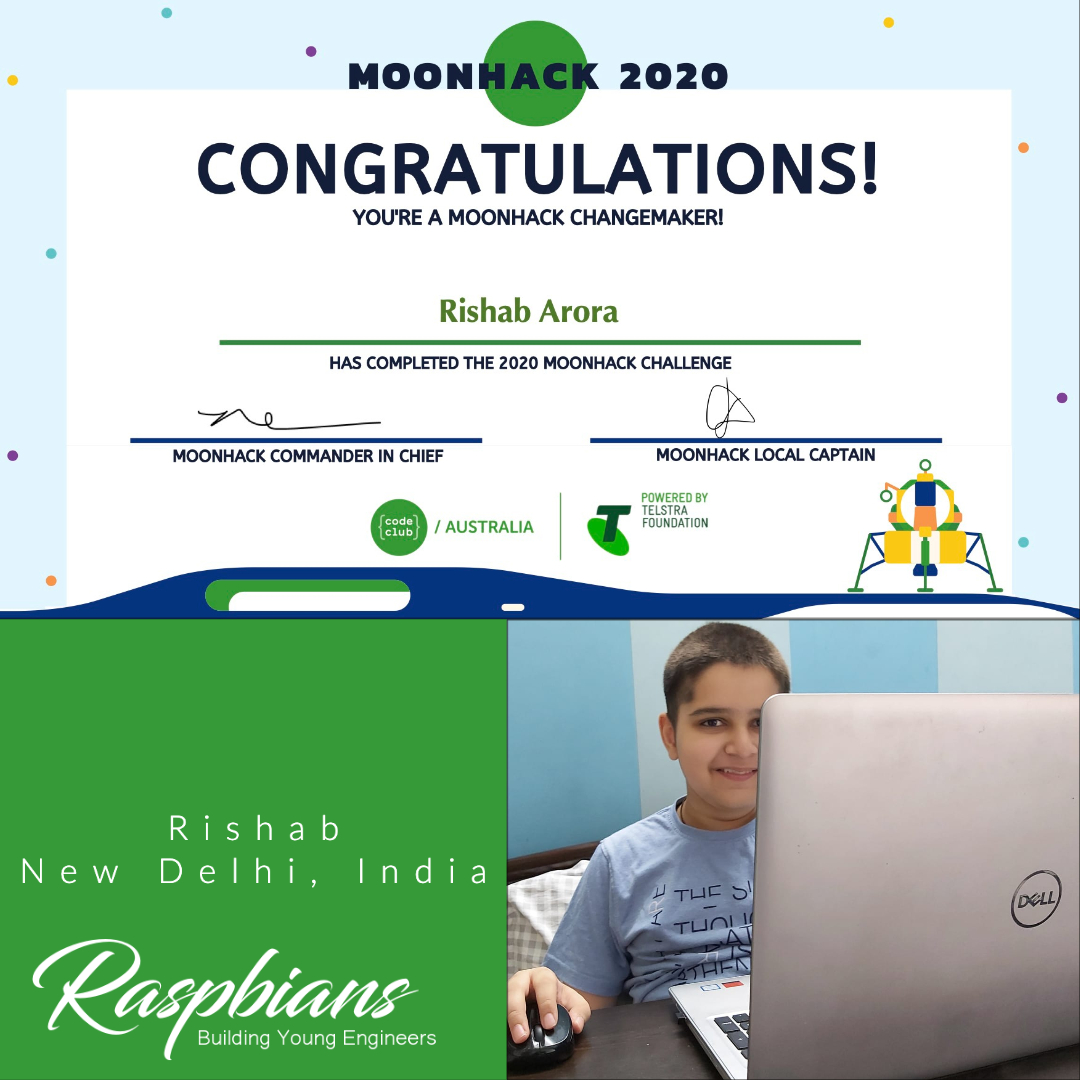 MOONHACK 2020
CONGRATULATIONS!
YOU'RE A MOONHACK CHANGEMAKER!
Rishab Arora
HAS COMPLETED THE 2020 MOONHACK CHALLENGE
MOONHACK COMMANDER IN CHIEF
MOONHACK LOCAL CAPTAIN
{code club} / AUSTRALIA
POWERED BY
TELSTRA
FOUNDATION
Rishab
New Delhi, India
Raspbians
Building Young Engineers
THE
DELL